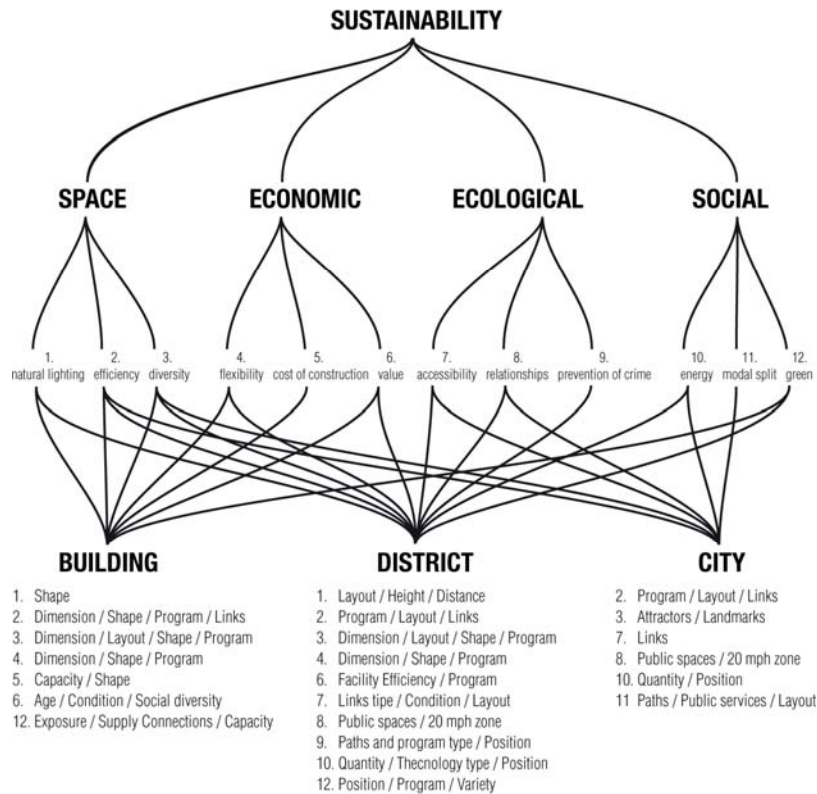 SUSTAINABILITY
SPACE ECONOMIC ECOLOGICAL SOCIAL
1. 2. 3. 4. 5. 6. 7. 8. 9. 10. 11. 12.
natural lighting efficiency diversity flexibility cost of construction value accessibility relationships prevention of crime energy modal split green
BUILDING
1. Shape
2. Dimension / Shape / Program / Links
3. Dimension / Layout / Shape / Program
4. Dimension / Shape / Program
5. Capacity / Shape
6. Age / Condition / Social diversity
12. Exposure / Supply Connections / Capacity
DISTRICT
1. Layout / Height / Distance
2. Program / Layout / Links
3. Dimension / Layout / Shape / Program
4. Dimension / Shape / Program
6. Facility Efficiency / Program
7. Links tipe / Condition / Layout
8. Public spaces / 20 mph zone
9. Paths and program type / Position
10. Quantity / Thecnology type / Position
12. Position / Program / Variety
CITY
2. Program / Layout / Links
3. Attractors / Landmarks
7. Links
8. Public spaces / 20 mph zone
10. Quantity / Position
11 Paths / Public services / Layout